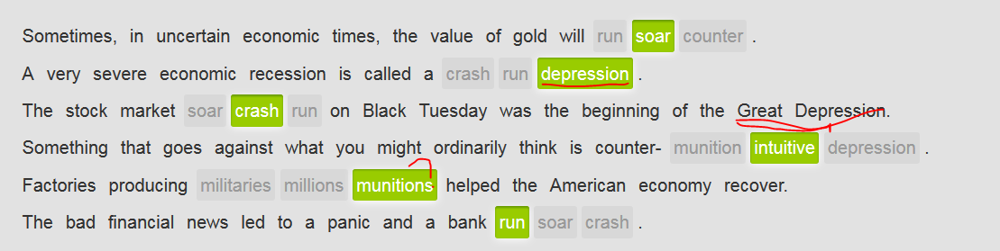 Sometimes, in uncertain economic times, the value of gold will run soar counter .
A very severe economic recession is called a crash run depression .
The stock market soar crash run on Black Tuesday was the beginning of the Great Depression.
Something that goes against what you might ordinarily think is counter- munition intuitive depression .
Factories producing militaries millions munitions helped the American economy recover.
The bad financial news led to a panic and a bank run soar crash .